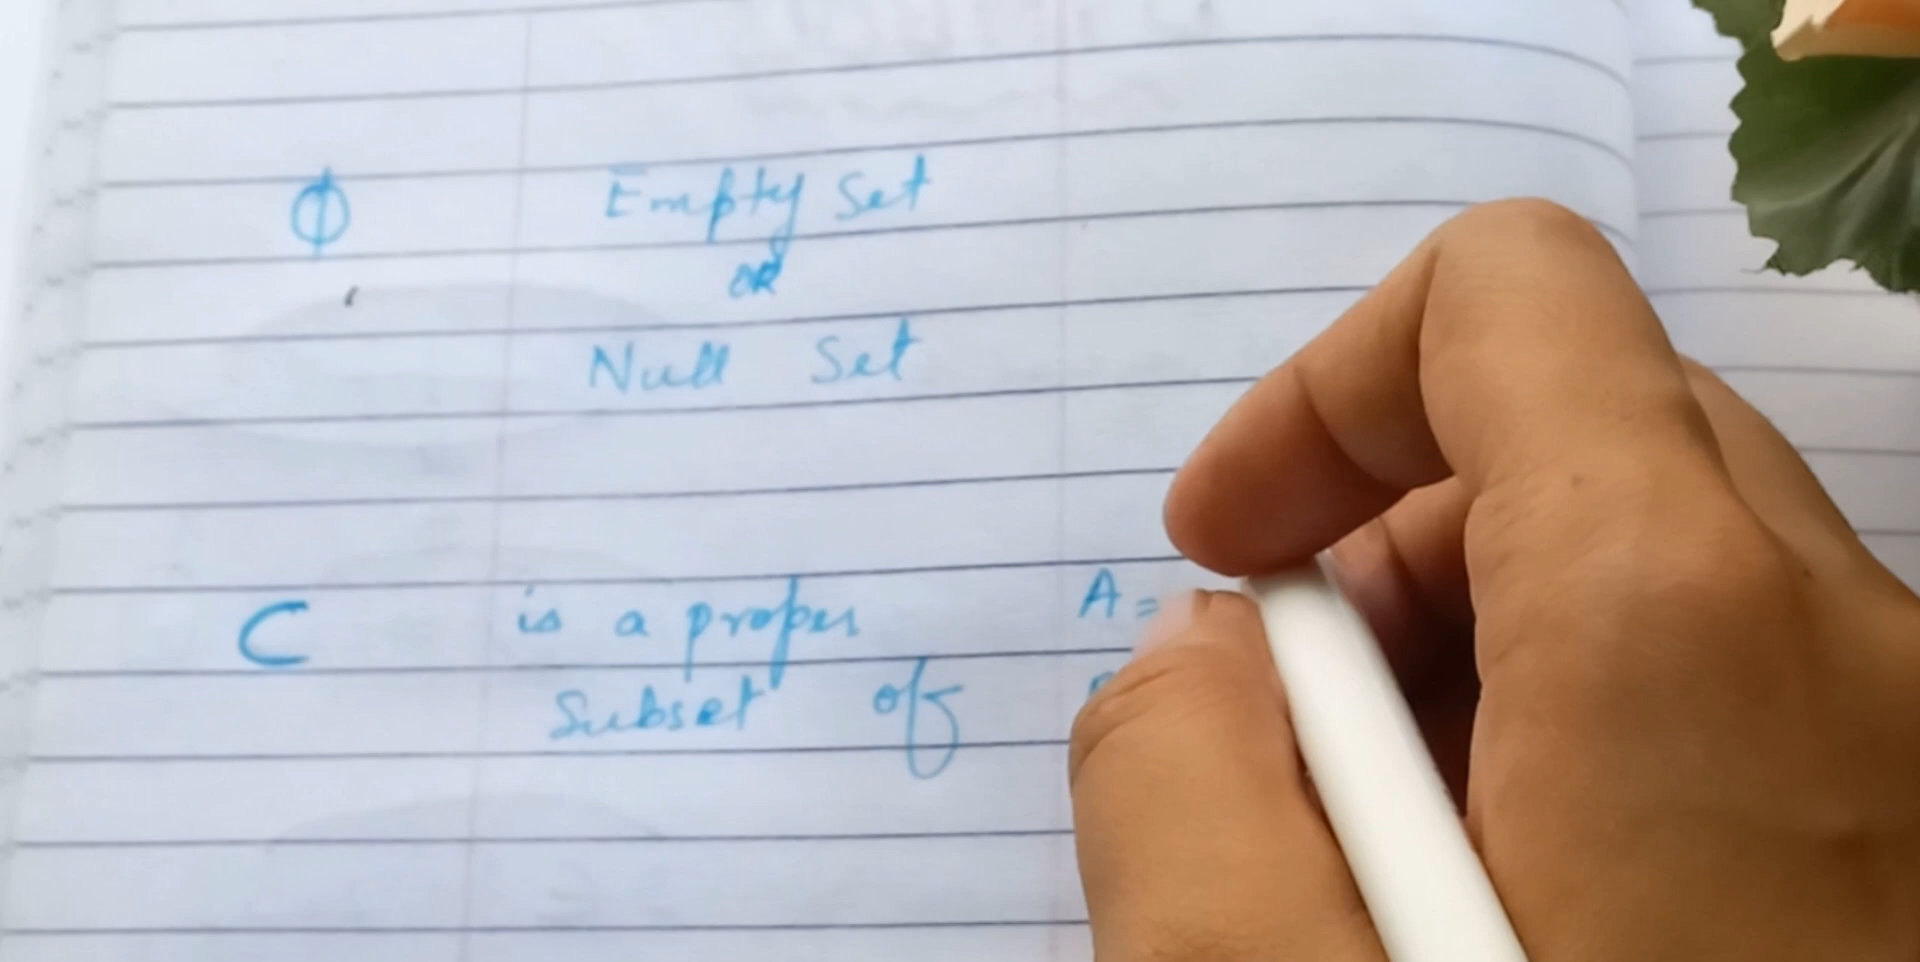 ϕ Empty Set
OR
Null Set
⊂ is a proper A =
Subset of